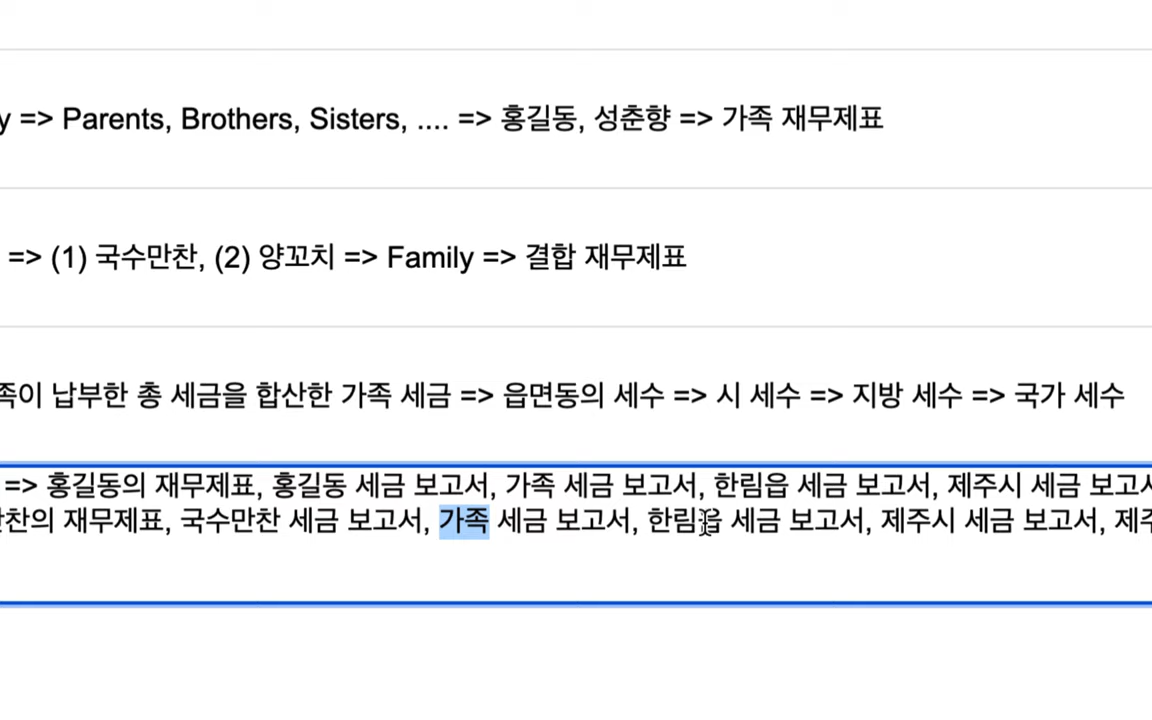 y => Parents, Brothers, Sisters, .... => 홍길동, 성춘향 => 가족 재무제표
=> (1) 국수만찬, (2) 양꼬치 => Family => 결합 재무제표
족이 납부한 총 세금을 합산한 가족 세금 => 읍면동의 세수 => 시 세수 => 지방 세수 => 국가 세수
=> 홍길동의 재무제표, 홍길동 세금 보고서, 가족 세금 보고서, 한림읍 세금 보고서, 제주시 세금 보고서
만찬의 재무제표, 국수만찬 세금 보고서, 가족 세금 보고서, 한림읍 세금 보고서, 제주시 세금 보고서, 제주